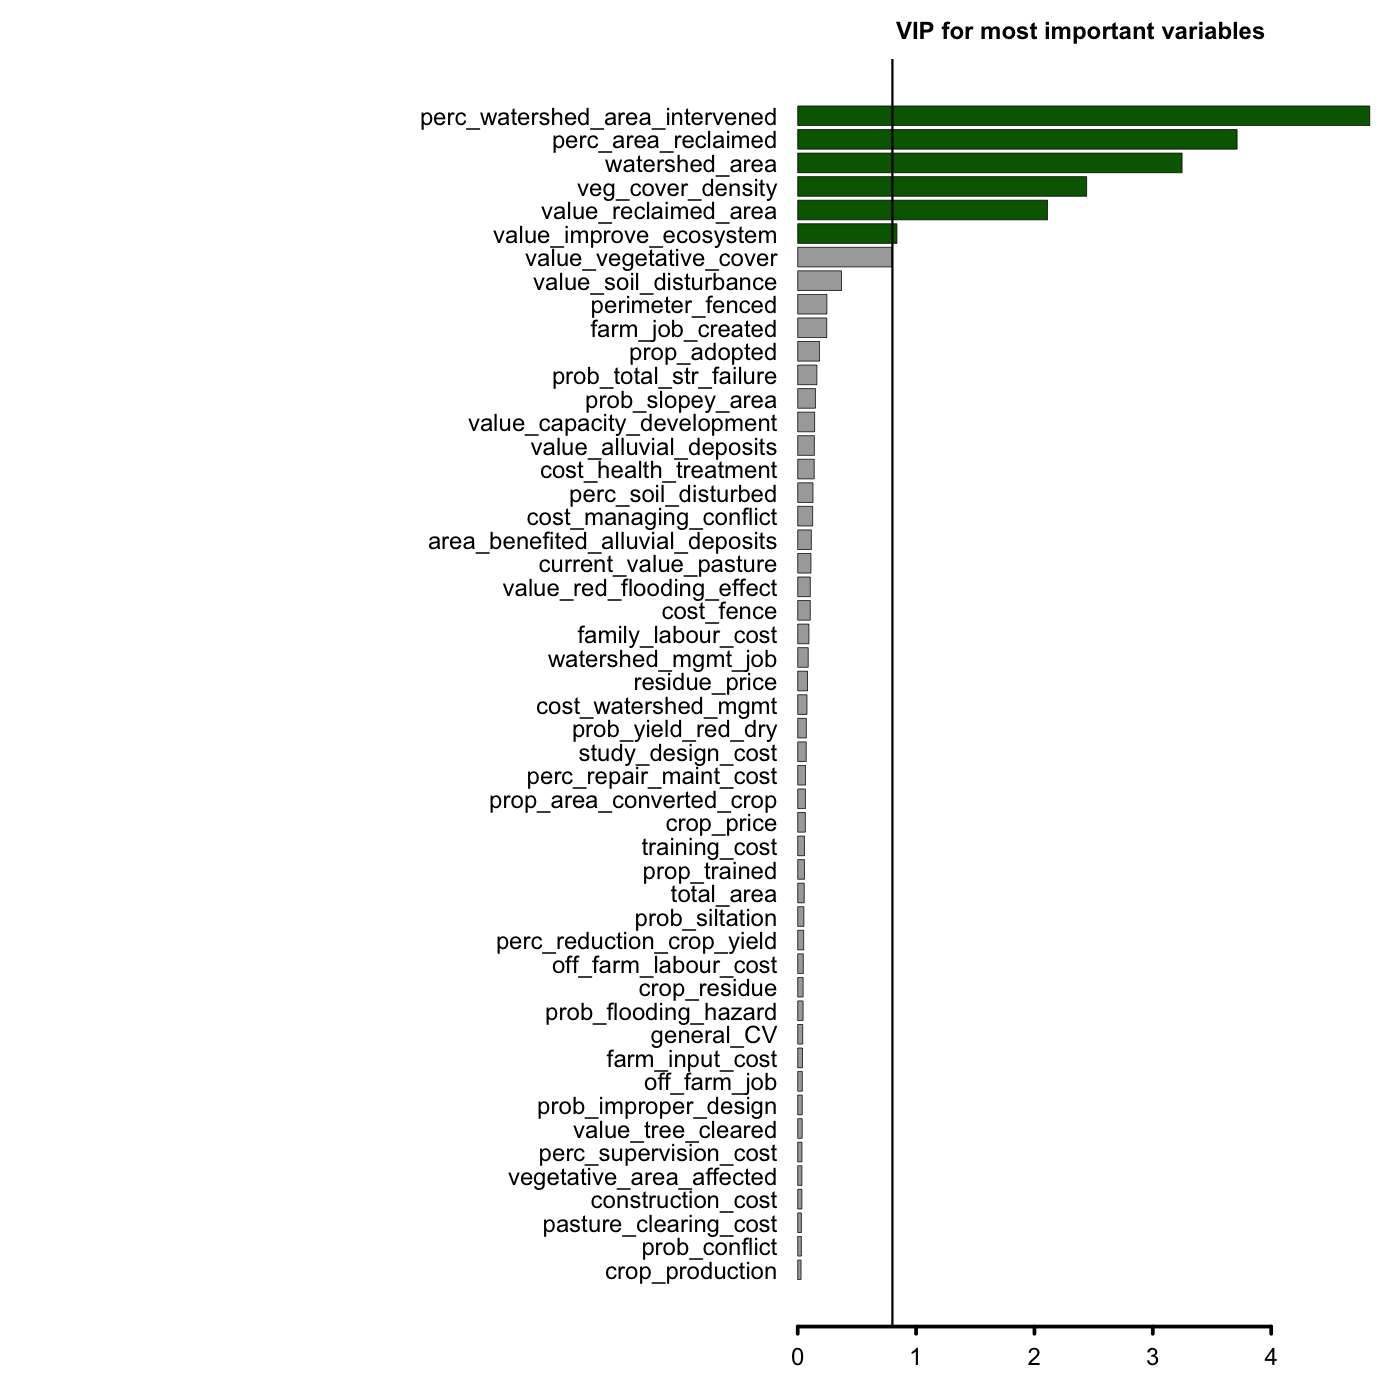 VIP for most important variables
perc_watershed_area_intervened
perc_area_reclaimed
watershed_area
veg_cover_density
value_reclaimed_area
value_improve_ecosystem
value_vegetative_cover
value_soil_disturbance
perimeter_fenced
farm_job_created
prop_adopted
prob_total_str_failure
prob_slopey_area
value_capacity_development
value_alluvial_deposits
cost_health_treatment
perc_soil_disturbed
cost_managing_conflict
area_benefited_alluvial_deposits
current_value_pasture
value_red_flooding_effect
cost_fence
family_labour_cost
watershed_mgmt_job
residue_price
cost_watershed_mgmt
prob_yield_red_dry
study_design_cost
perc_repair_maint_cost
prop_area_converted_crop
crop_price
training_cost
prop_trained
total_area
prob_siltation
perc_reduction_crop_yield
off_farm_labour_cost
crop_residue
prob_flooding_hazard
general_CV
farm_input_cost
off_farm_job
prob_improper_design
value_tree_cleared
perc_supervision_cost
vegetative_area_affected
construction_cost
pasture_clearing_cost
prob_conflict
crop_production
0 1 2 3 4